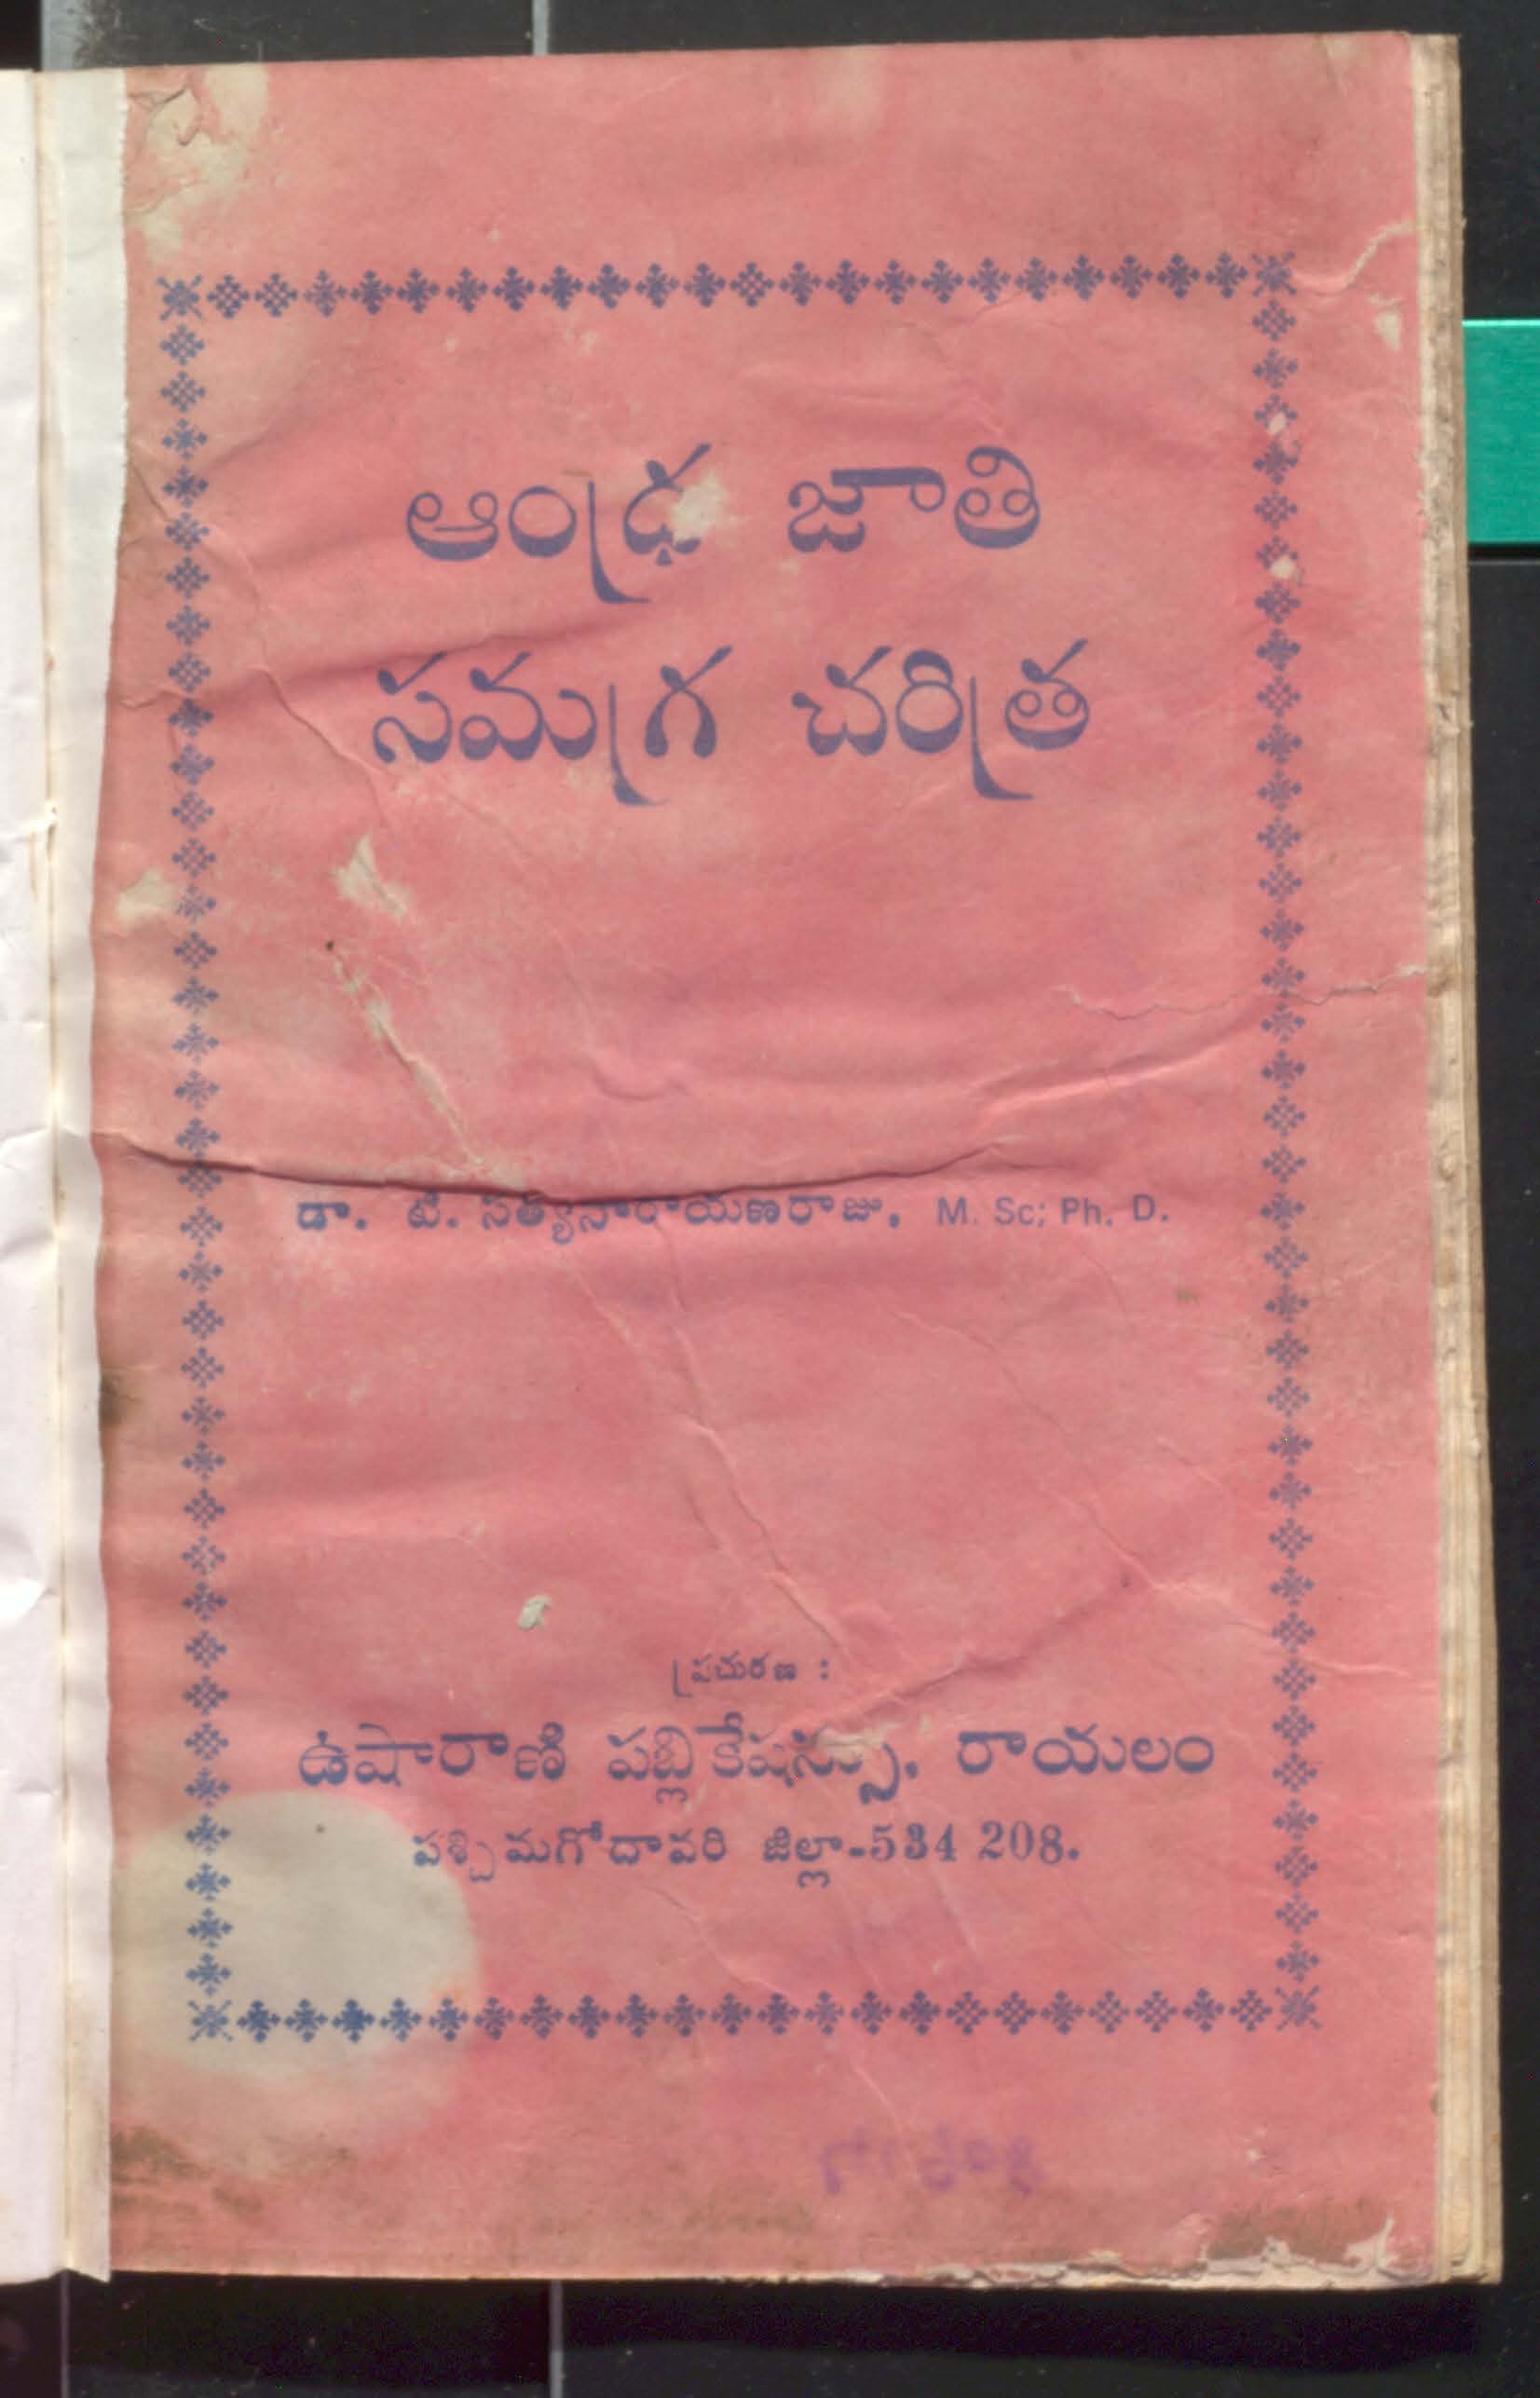 ఆంధ్ర జాతి
సమగ్ర చరిత్ర
డా. టి. సత్యనారాయణరాజు, M. Sc; Ph. D.
ప్రచురణ :
ఉషారాణి పబ్లికేషన్స్, రాయలం
పశ్చిమగోదావరి జిల్లా-534 208.